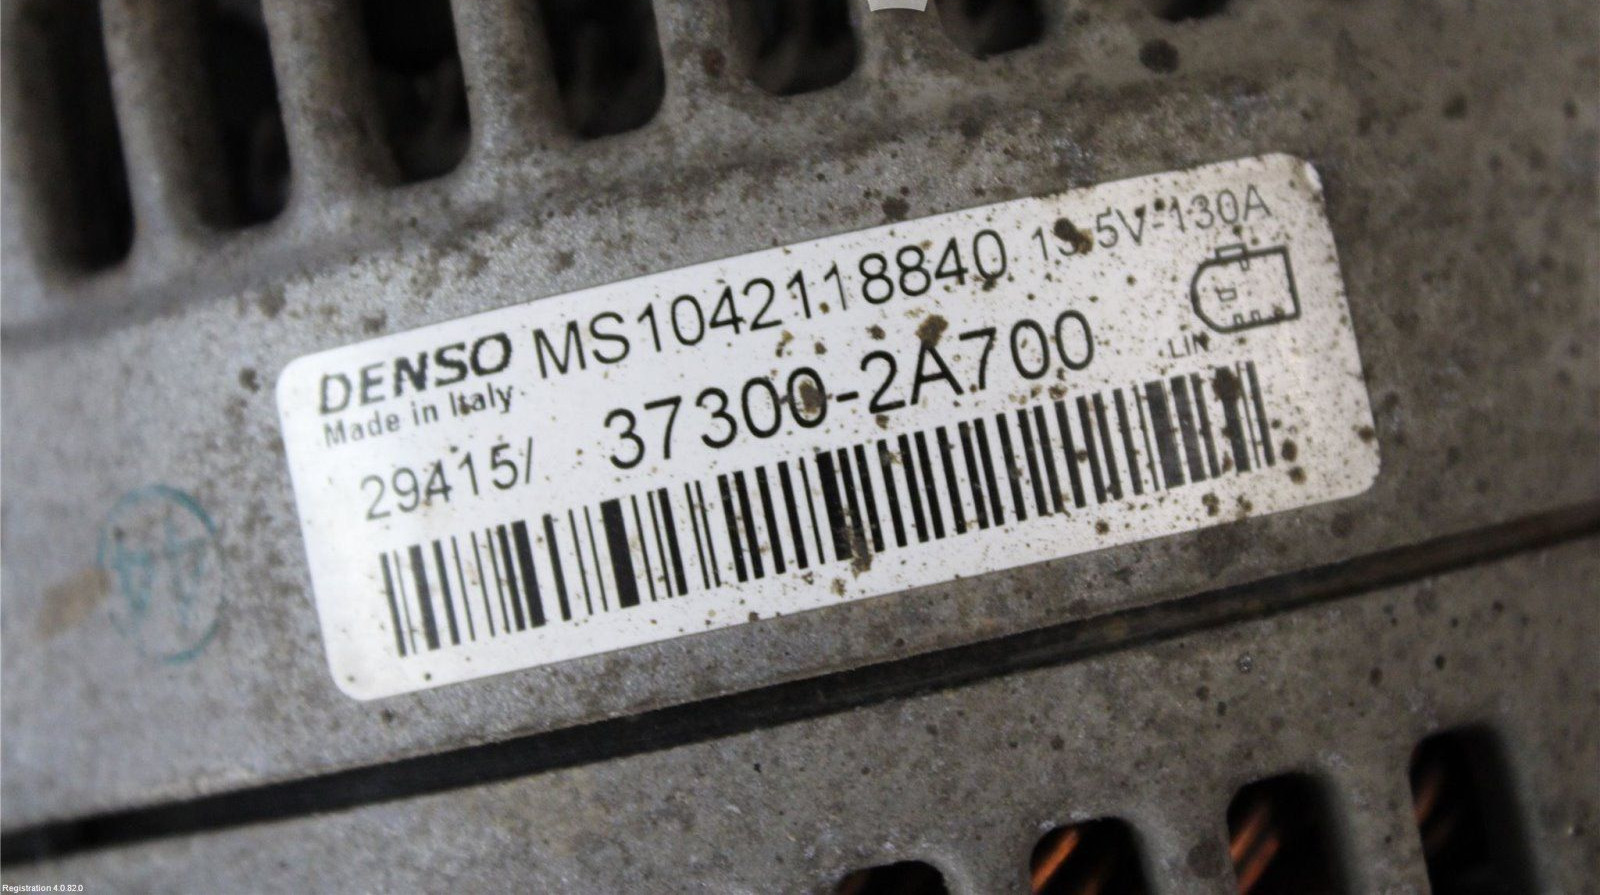 DENSO MS1042118840 13.5V-130A
Made in Italy
29415/ 37300-2A700
LIN
Registration 4.0.82.0